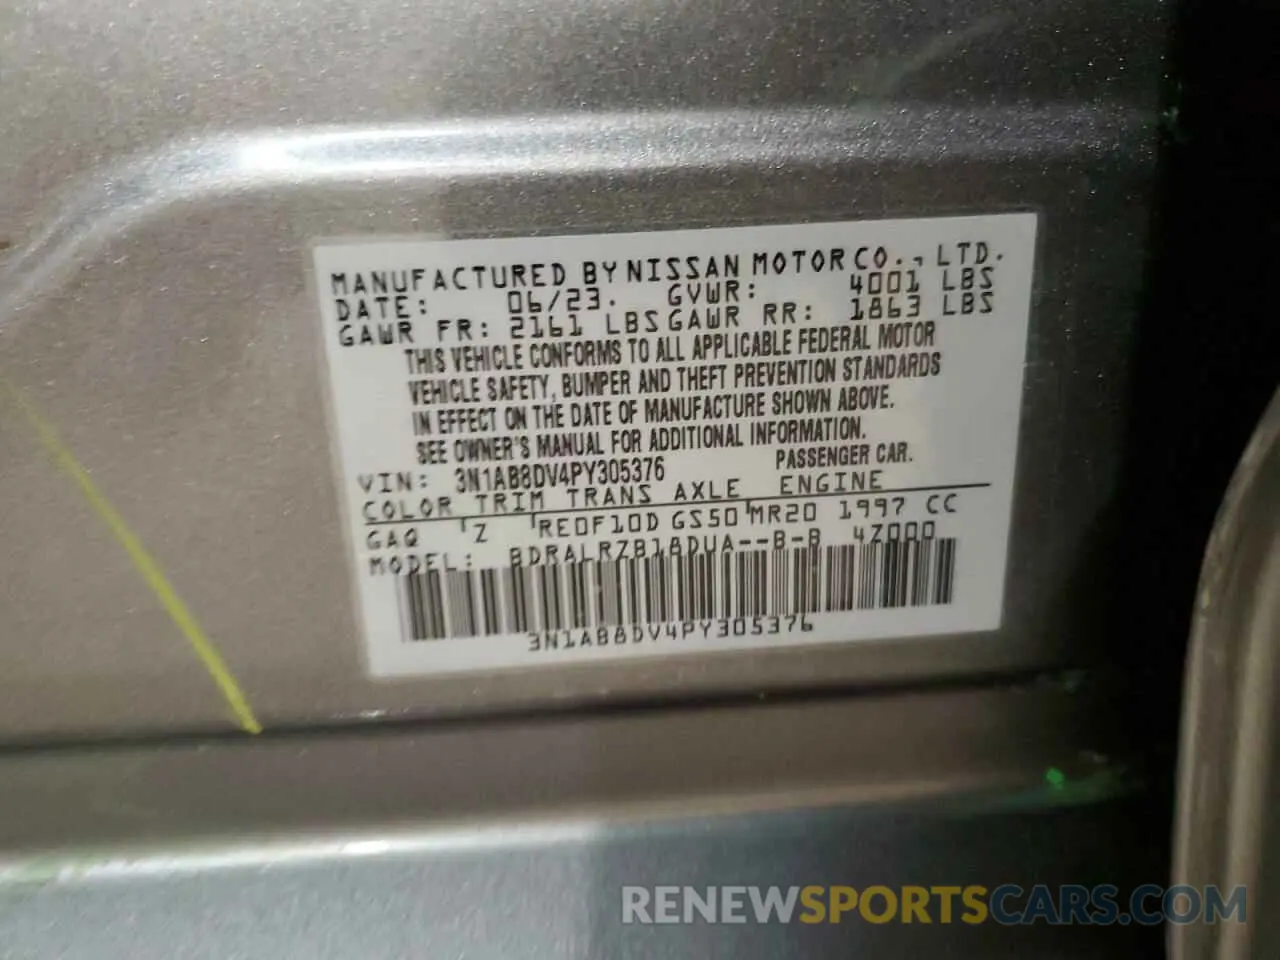 MANUFACTURED BY NISSAN MOTOR CO., LTD.
DATE: 06/23. GVWR: 4001 LBS
GAWR FR: 2161 LBS GAWR RR: 1863 LBS
THIS VEHICLE CONFORMS TO ALL APPLICABLE FEDERAL MOTOR
VEHICLE SAFETY, BUMPER AND THEFT PREVENTION STANDARDS
IN EFFECT ON THE DATE OF MANUFACTURE SHOWN ABOVE.
SEE OWNER'S MANUAL FOR ADDITIONAL INFORMATION.
VIN: 3N1AB8DV4PY305376 PASSENGER CAR.
COLOR TRIM TRANS AXLE ENGINE
GAQ Z RE0F10D GS50 MR20 1997 CC
MODEL: BDRALRZB18DUA--B-B 4Z000
3N1AB8DV4PY305376
RENEWSPORTSCARS.COM